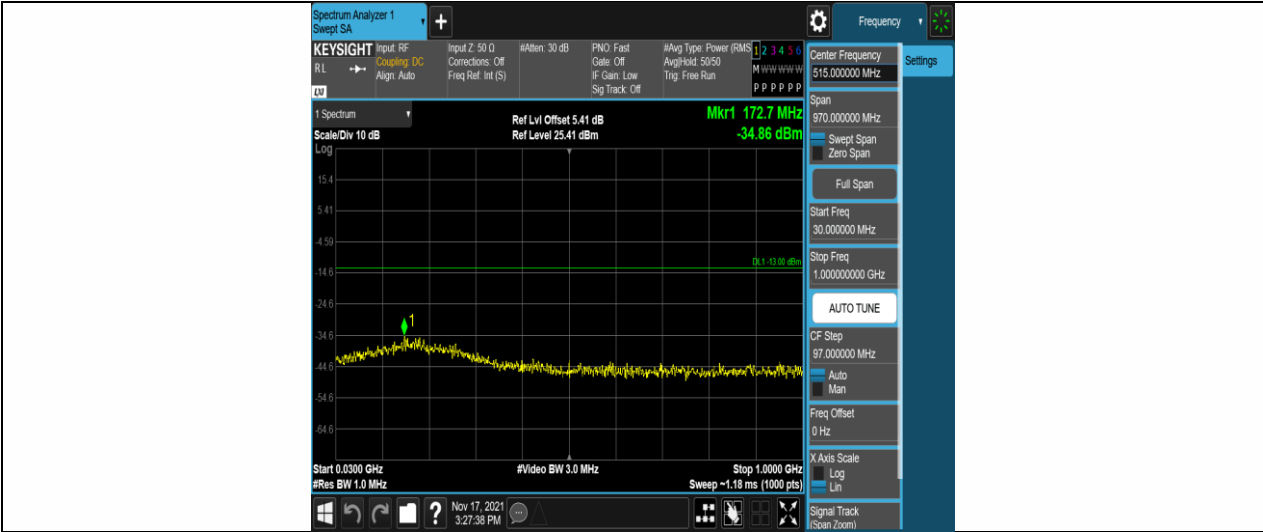 Spectrum Analyzer 1
Swept SA
+
Frequency
KEYSIGHT
RL
LXI
Input: RF
Coupling: DC
Align: Auto
Input Z: 50 Ω
Corrections: Off
Freq Ref: Int (S)
#Atten: 30 dB
PNO: Fast
Gate: Off
IF Gain: Low
Sig Track: Off
#Avg Type: Power (RMS
Avg|Hold: 50/50
Trig: Free Run
1 2 3 4 5 6
M W W W W W
P P P P P P
1 Spectrum
Scale/Div 10 dB
Log
Ref Lvl Offset 5.41 dB
Ref Level 25.41 dBm
Mkr1 172.7 MHz
-34.86 dBm
15.4
5.41
-4.59
-14.6
-24.6
-34.6
-44.6
-54.6
-64.6
DL1 -13.00 dBm
1
Start 0.0300 GHz
#Res BW 1.0 MHz
#Video BW 3.0 MHz
Stop 1.0000 GHz
Sweep ~1.18 ms (1000 pts)
Center Frequency
515.000000 MHz
Settings
Span
970.000000 MHz
Swept Span
Zero Span
Full Span
Start Freq
30.000000 MHz
Stop Freq
1.000000000 GHz
AUTO TUNE
CF Step
97.000000 MHz
Auto
Man
Freq Offset
0 Hz
X Axis Scale
Log
Lin
Signal Track
(Span Zoom)
?
Nov 17, 2021
3:27:38 PM